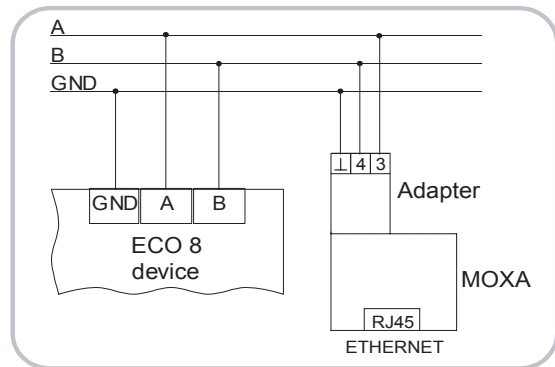 A
B
GND
⊥ 4 3
Adapter
GND A B
ECO 8
device
MOXA
RJ45
ETHERNET